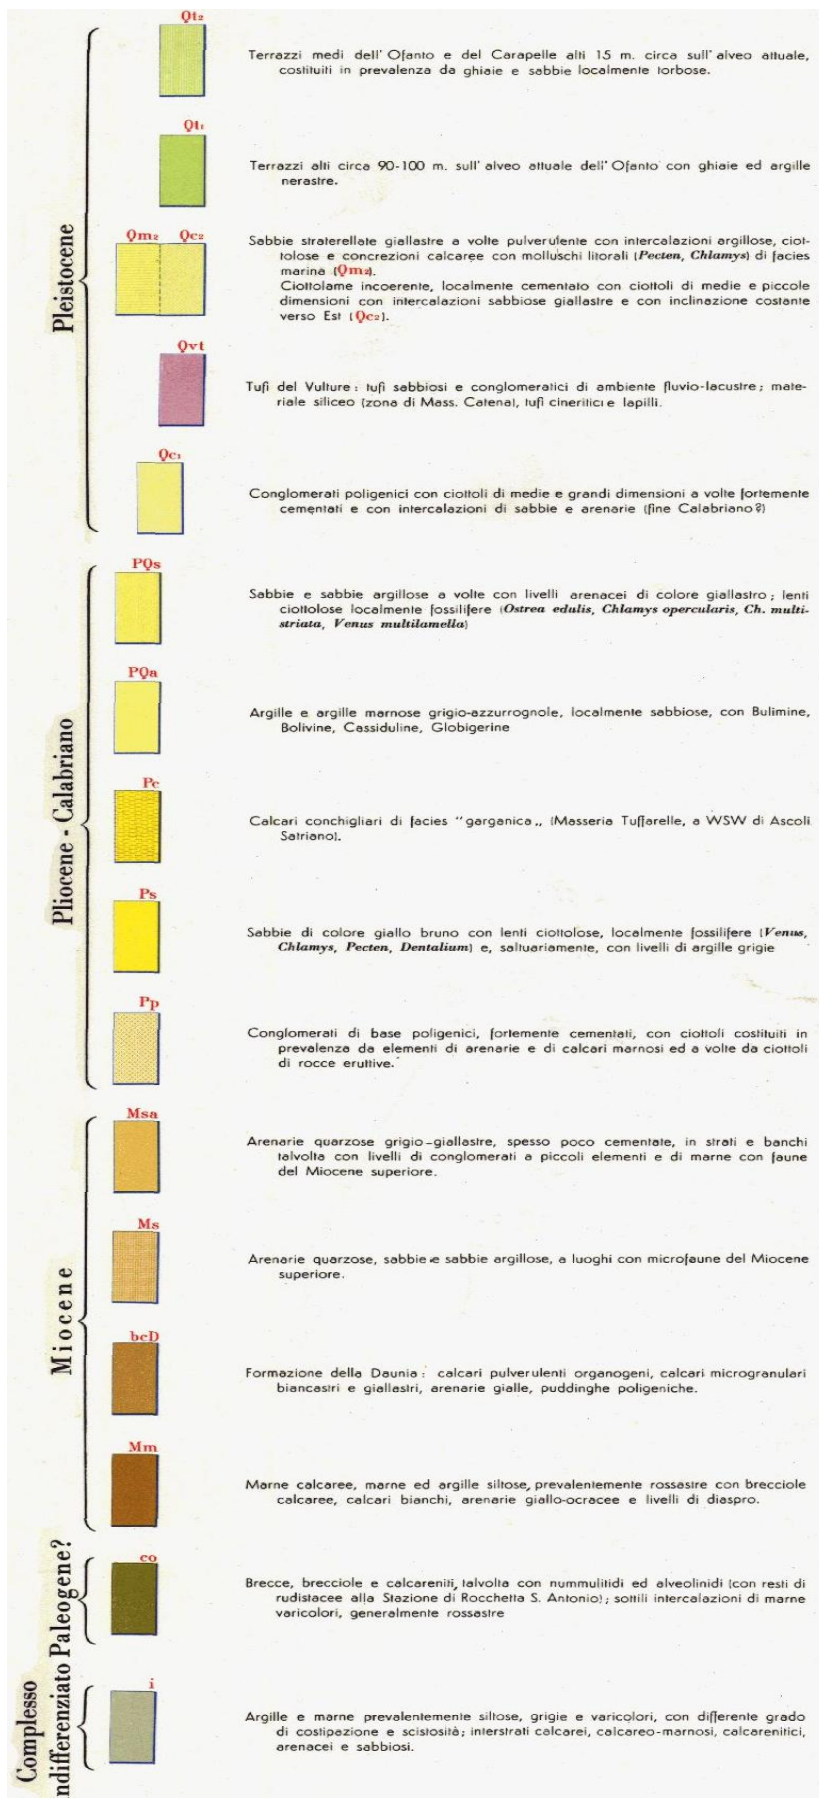 Pleistocene
Qt₂
Terrazzi medi dell' Ofanto e del Carapelle alti 15 m. circa sull' alveo attuale,
costituiti in prevalenza da ghiaie e sabbie localmente torbose.
Qt₁
Terrazzi alti circa 90-100 m. sull' alveo attuale dell' Ofanto con ghiaie ed argille
nerastre.
Qm₂ Qc₂
Sabbie straterellate giallastre a volte pulverulente con intercalazioni argillose, ciot-
tolose e concrezioni calcaree con molluschi litorali (Pecten, Chlamys) di facies
marina (Qm₂).
Ciottolame incoerente, localmente cementato con ciottoli di medie e piccole
dimensioni con intercalazioni sabbiose giallastre e con inclinazione costante
verso Est (Qc₂).
Qvt
Tufi del Vulture: tufi sabbiosi e conglomeratici di ambiente fluvio-lacustre; mate-
riale siliceo (zona di Mass. Catena), tufi cineritici e lapilli.
Qc₁
Conglomerati poligenici con ciottoli di medie e grandi dimensioni a volte fortemente
cementati e con intercalazioni di sabbie e arenarie (fine Calabriano?)
Pliocene - Calabriano
PQs
Sabbie e sabbie argillose a volte con livelli arenacei di colore giallastro; lenti
ciottolose localmente fossilifere (Ostrea edulis, Chlamys opercularis, Ch. multi-
striata, Venus multilamella)
PQa
Argille e argille marnose grigio-azzurrognole, localmente sabbiose, con Bulimine,
Bolivine, Cassiduline, Globigerine
Pc
Calcari conchigliari di facies "garganica„ (Masseria Tuffarelle, a WSW di Ascoli
Satriano).
Ps
Sabbie di colore giallo bruno con lenti ciottolose, localmente fossilifere (Venus,
Chlamys, Pecten, Dentalium) e, saltuariamente, con livelli di argille grigie
Pp
Conglomerati di base poligenici, fortemente cementati, con ciottoli costituiti in
prevalenza da elementi di arenarie e di calcari marnosi ed a volte da ciottoli
di rocce eruttive.
Miocene
Msa
Arenarie quarzose grigio-giallastre, spesso poco cementate, in strati e banchi
talvolta con livelli di conglomerati a piccoli elementi e di marne con faune
del Miocene superiore.
Ms
Arenarie quarzose, sabbie e sabbie argillose, a luoghi con microfaune del Miocene
superiore.
bcD
Formazione della Daunia: calcari pulverulenti organogeni, calcari microgranulari
biancastri e giallastri, arenarie gialle, puddinghe poligeniche.
Mm
Marne calcaree, marne ed argille siltose, prevalentemente rossastre con brecciole
calcaree, calcari bianchi, arenarie giallo-ocracee e livelli di diaspro.
Paleogene?
co
Brecce, brecciole e calcareniti, talvolta con nummulitidi ed alveolinidi (con resti di
rudistacee alla Stazione di Rocchetta S. Antonio); sottili intercalazioni di marne
varicolori, generalmente rossastre
Complesso
ndifferenziato
i
Argille e marne prevalentemente siltose, grigie e varicolori, con differente grado
di costipazione e scistosità; interstrati calcarei, calcareo-marnosi, calcarenitici,
arenacei e sabbiosi.